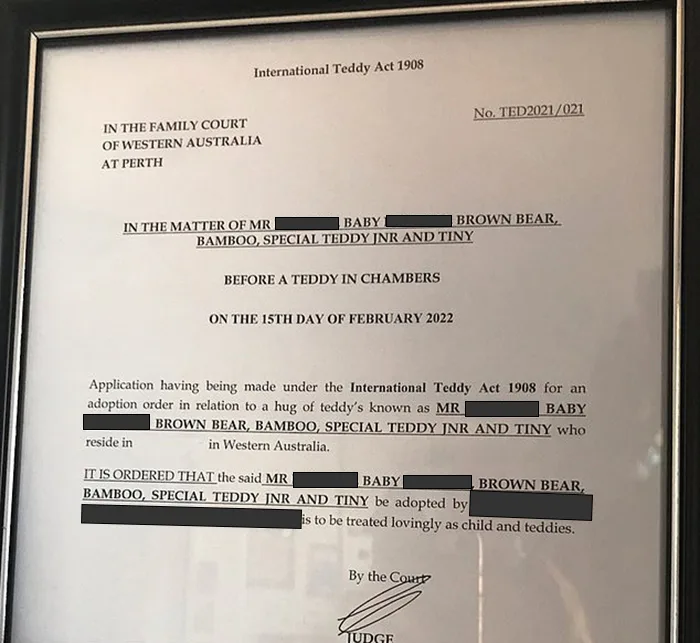 International Teddy Act 1908
IN THE FAMILY COURT
OF WESTERN AUSTRALIA
AT PERTH
No. TED2021/021
IN THE MATTER OF MR BABY BROWN BEAR,
BAMBOO, SPECIAL TEDDY JNR AND TINY
BEFORE A TEDDY IN CHAMBERS
ON THE 15TH DAY OF FEBRUARY 2022
Application having being made under the International Teddy Act 1908 for an
adoption order in relation to a hug of teddy's known as MR BABY
BROWN BEAR, BAMBOO, SPECIAL TEDDY JNR AND TINY who
reside in in Western Australia.
IT IS ORDERED THAT the said MR BABY BROWN BEAR,
BAMBOO, SPECIAL TEDDY JNR AND TINY be adopted by
is to be treated lovingly as child and teddies.
By the Court
JUDGE